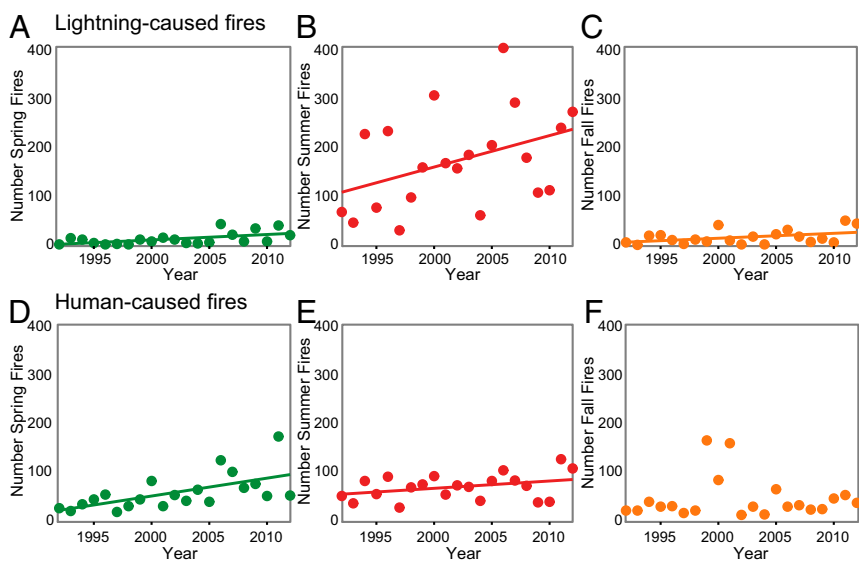 A Lightning-caused fires B C
400 400 400
300 300 300
200 200 200
100 100 100
0 0 0
Number Spring Fires Number Summer Fires Number Fall Fires
1995 2000 2005 2010 1995 2000 2005 2010 1995 2000 2005 2010
Year Year Year
D Human-caused fires E F
400 400 400
300 300 300
200 200 200
100 100 100
0 0 0
Number Spring Fires Number Summer Fires Number Fall Fires
1995 2000 2005 2010 1995 2000 2005 2010 1995 2000 2005 2010
Year Year Year